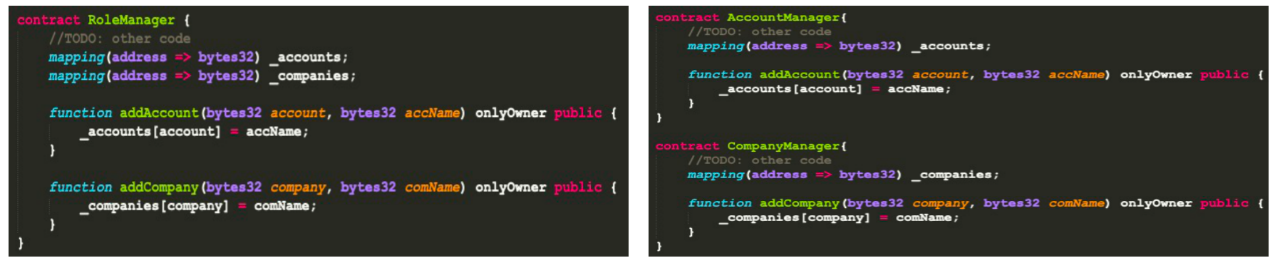 contract RoleManager {
//TODO: other code
mapping(address => bytes32) _accounts;
mapping(address => bytes32) _companies;
function addAccount(bytes32 account, bytes32 accName) onlyOwner public {
_accounts[account] = accName;
}
function addCompany(bytes32 company, bytes32 comName) onlyOwner public {
_companies[company] = comName;
}
}
contract AccountManager{
//TODO: other code
mapping(address => bytes32) _accounts;
function addAccount(bytes32 account, bytes32 accName) onlyOwner public {
_accounts[account] = accName;
}
}
contract CompanyManager{
//TODO: other code
mapping(address => bytes32) _companies;
function addCompany(bytes32 company, bytes32 comName) onlyOwner public {
_companies[company] = comName;
}
}